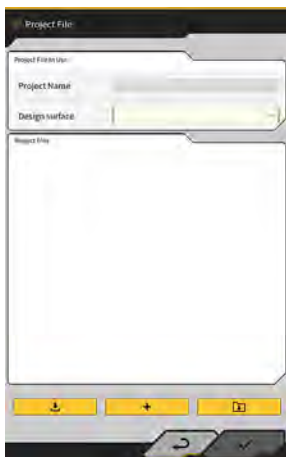 Project File
Project File In Use
Project Name
Design surface
Project Files